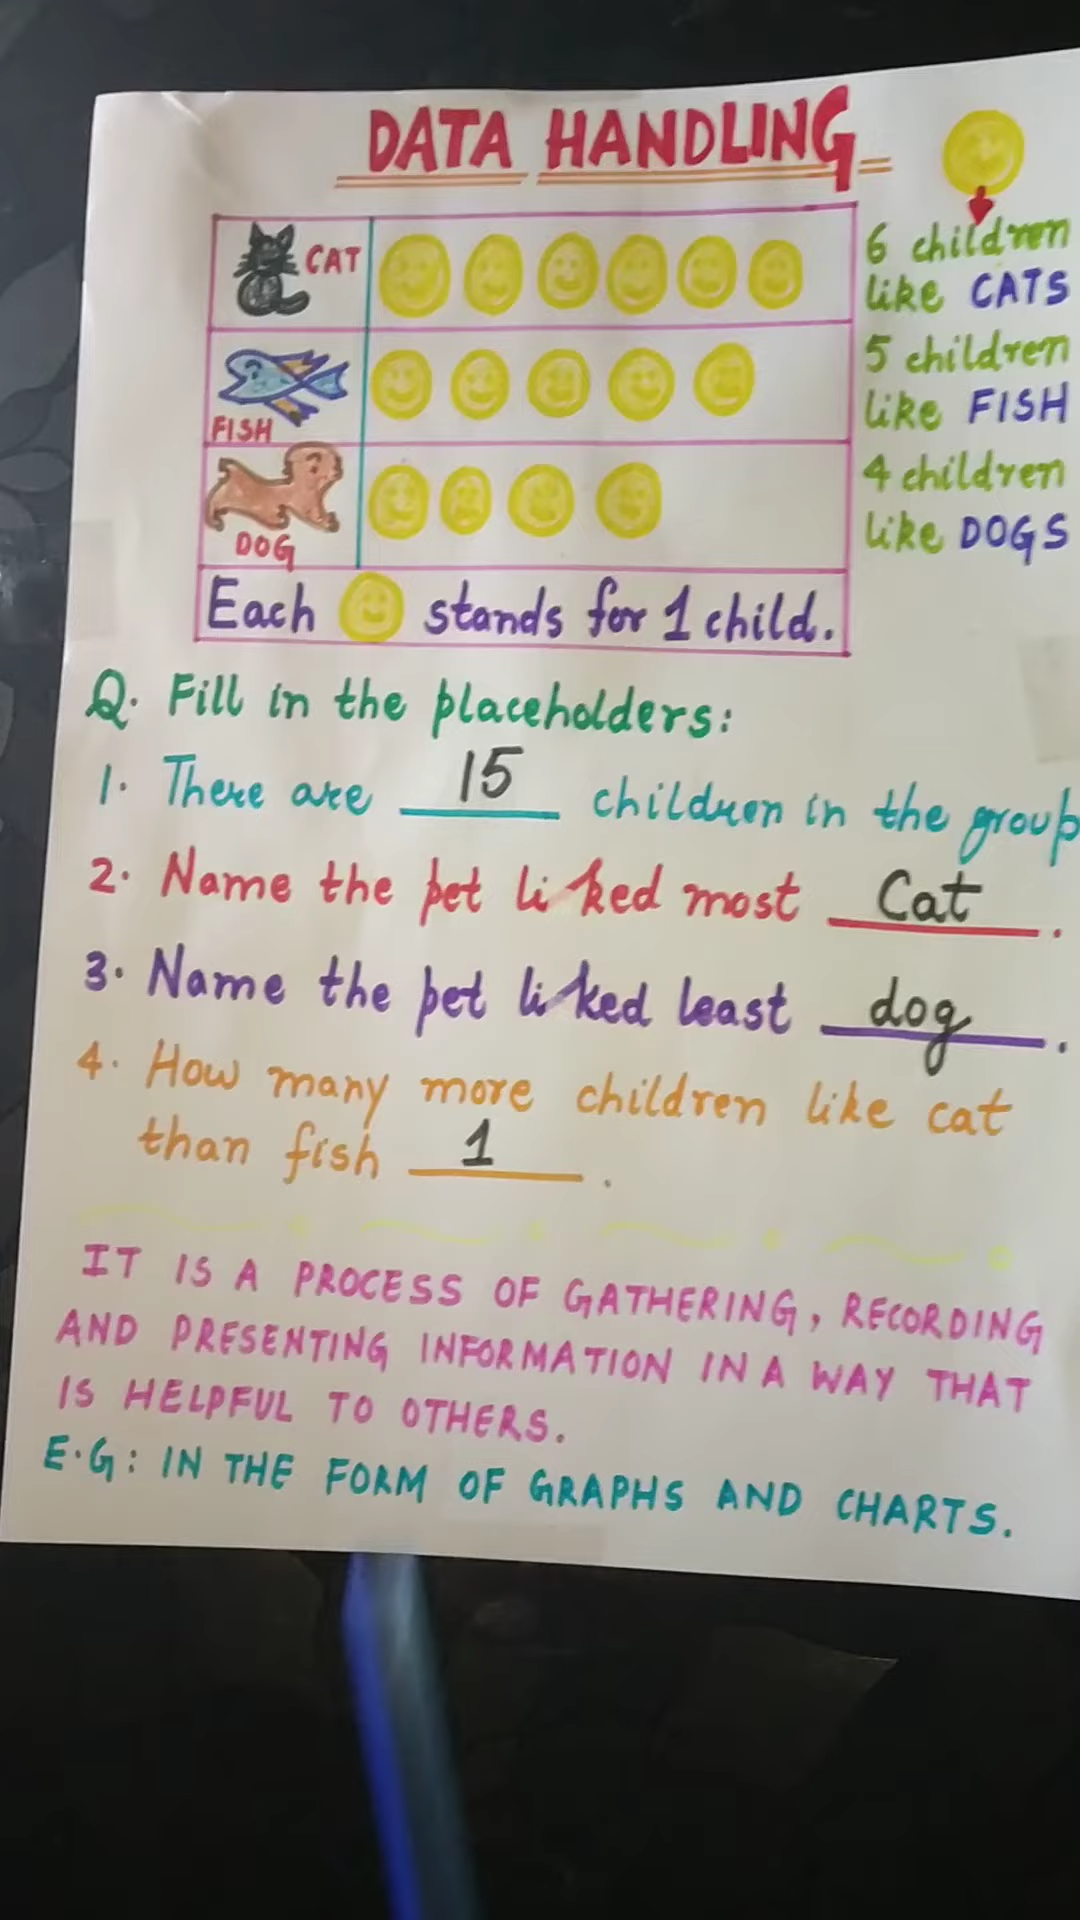 DATA HANDLING
CAT
6 children
like CATS
FISH
5 children
like FISH
DOG
4 children
like DOGS
Each stands for 1 child.
Q. Fill in the placeholders:
1. There are 15 children in the group
2. Name the pet liked most Cat.
3. Name the pet liked least dog.
4. How many more children like cat
than fish 1.
IT IS A PROCESS OF GATHERING, RECORDING
AND PRESENTING INFORMATION IN A WAY THAT
IS HELPFUL TO OTHERS.
E.G: IN THE FORM OF GRAPHS AND CHARTS.